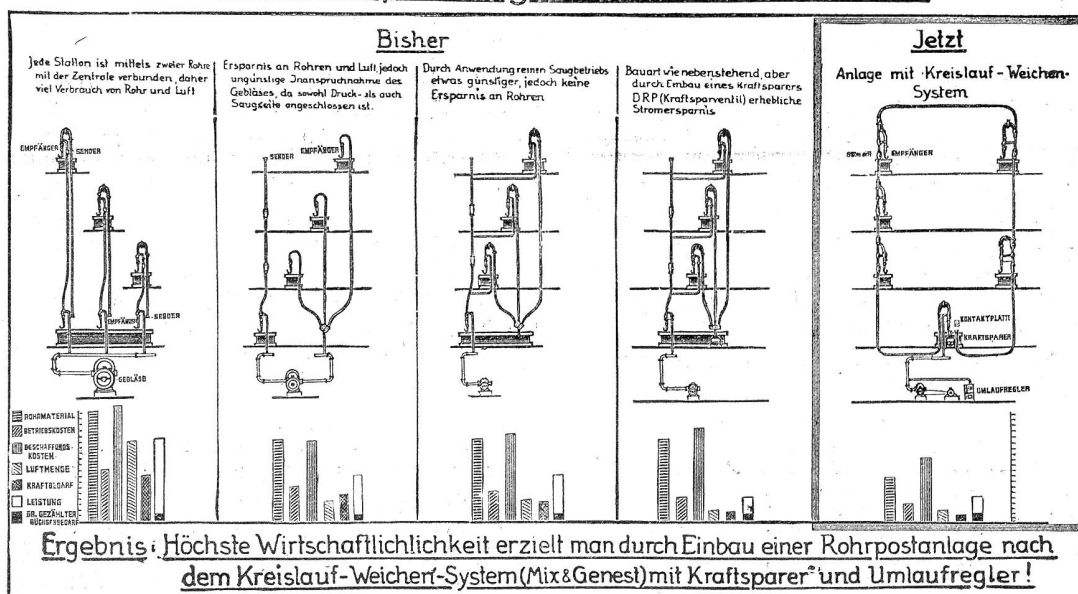 Bisher
Jede Station ist mittels zweier Rohre
mit der Zentrale verbunden, daher
viel Verbrauch von Rohr und Luft
Ersparnis an Rohren und Luft, jedoch
ungünstige Inanspruchnahme des
Gebläses, da sowohl Druck- als auch
Saugseite angeschlossen ist.
Durch Anwendung reinen Saugbetriebs
etwas günstiger, jedoch keine
Ersparnis an Rohren
Bauart wie nebenstehend, aber
durch Einbau eines Kraftsparers
DRP (Kraftsparventil) erhebliche
Stromersparnis
Jetzt
Anlage mit Kreislauf-Weichen-
System
EMPFÄNGER
SENDER
EMPFÄNGER
SENDER
GEBLÄSE
SENDER
EMPFÄNGER
EMPFÄNGER
KONTAKTPLATTE
KRAFTSPARER
UMLAUFREGLER
ROHRMATERIAL
BETRIEBSKOSTEN
BESCHAFFUNGS-
KOSTEN
LUFTMENGE
KRAFTBEDARF
LEISTUNG
GR. GEZÄHLTER
BÜCHSENBEDARF
Ergebnis: Höchste Wirtschaftlichlichkeit erzielt man durch Einbau einer Rohrpostanlage nach
dem Kreislauf-Weichen-System (Mix&Genest) mit Kraftsparer und Umlaufregler!